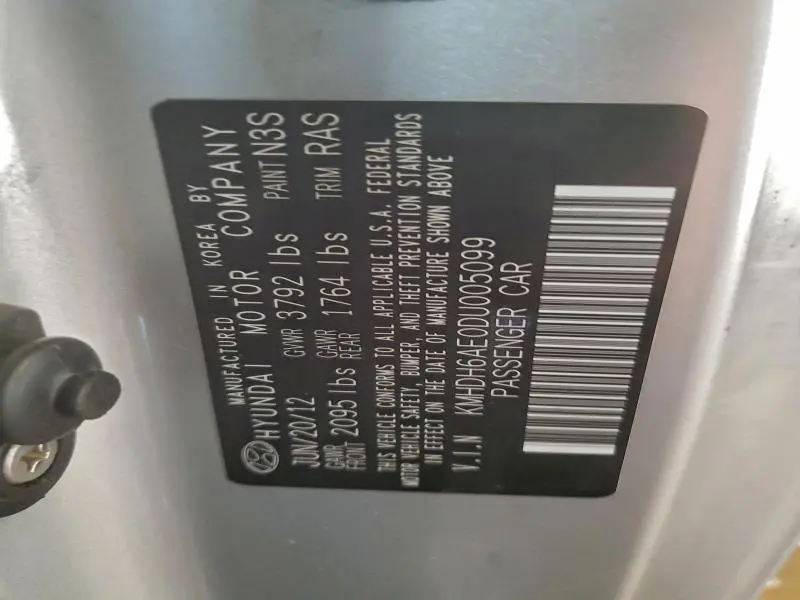 MANUFACTURED IN KOREA BY
HYUNDAI MOTOR COMPANY
JUN/20/12 GVWR 3792 lbs PAINT N3S
GAWR FRONT 2095 lbs GAWR REAR 1764 lbs TRIM RAS
THIS VEHICLE CONFORMS TO ALL APPLICABLE U.S.A. FEDERAL
MOTOR VEHICLE SAFETY, BUMPER, AND THEFT PREVENTION STANDARDS
IN EFFECT ON THE DATE OF MANUFACTURE SHOWN ABOVE
V.I.N KMHDH6AE0DU005099
PASSENGER CAR